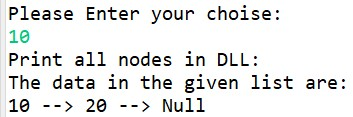 Please Enter your choise:
10
Print all nodes in DLL:
The data in the given list are:
10 --> 20 --> Null